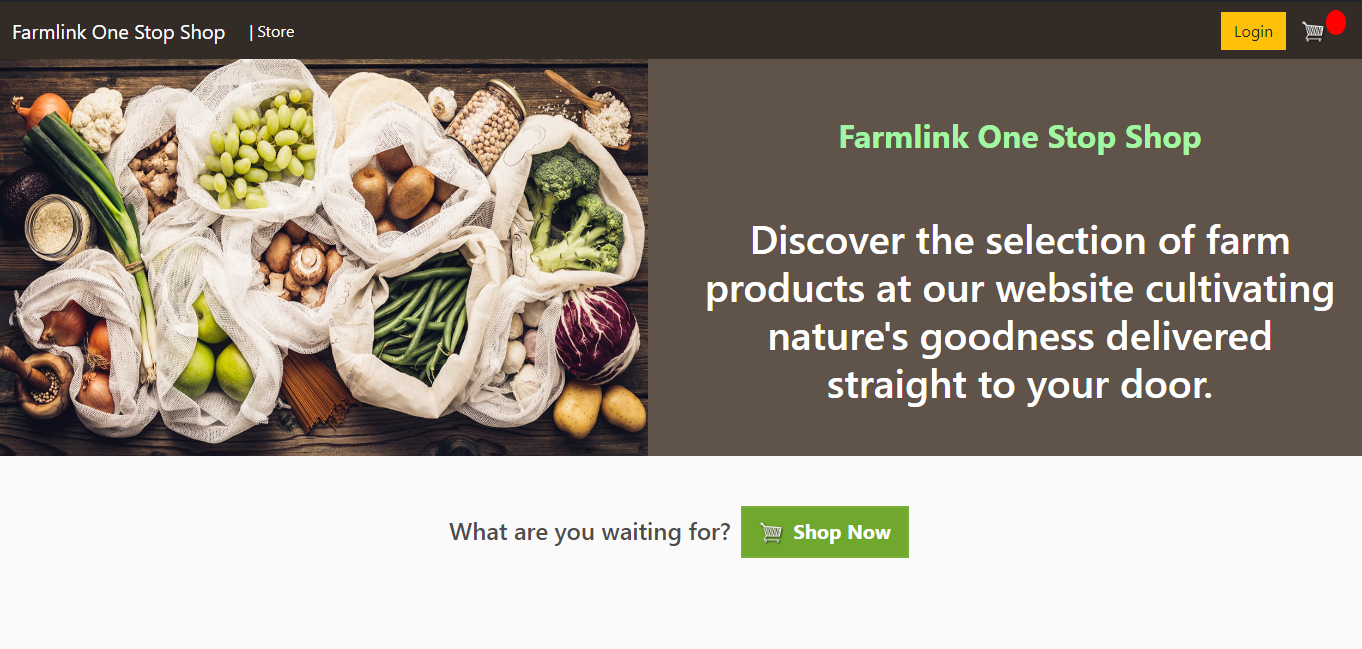 Farmlink One Stop Shop | Store Login
Farmlink One Stop Shop
Discover the selection of farm
products at our website cultivating
nature's goodness delivered
straight to your door.
What are you waiting for? Shop Now